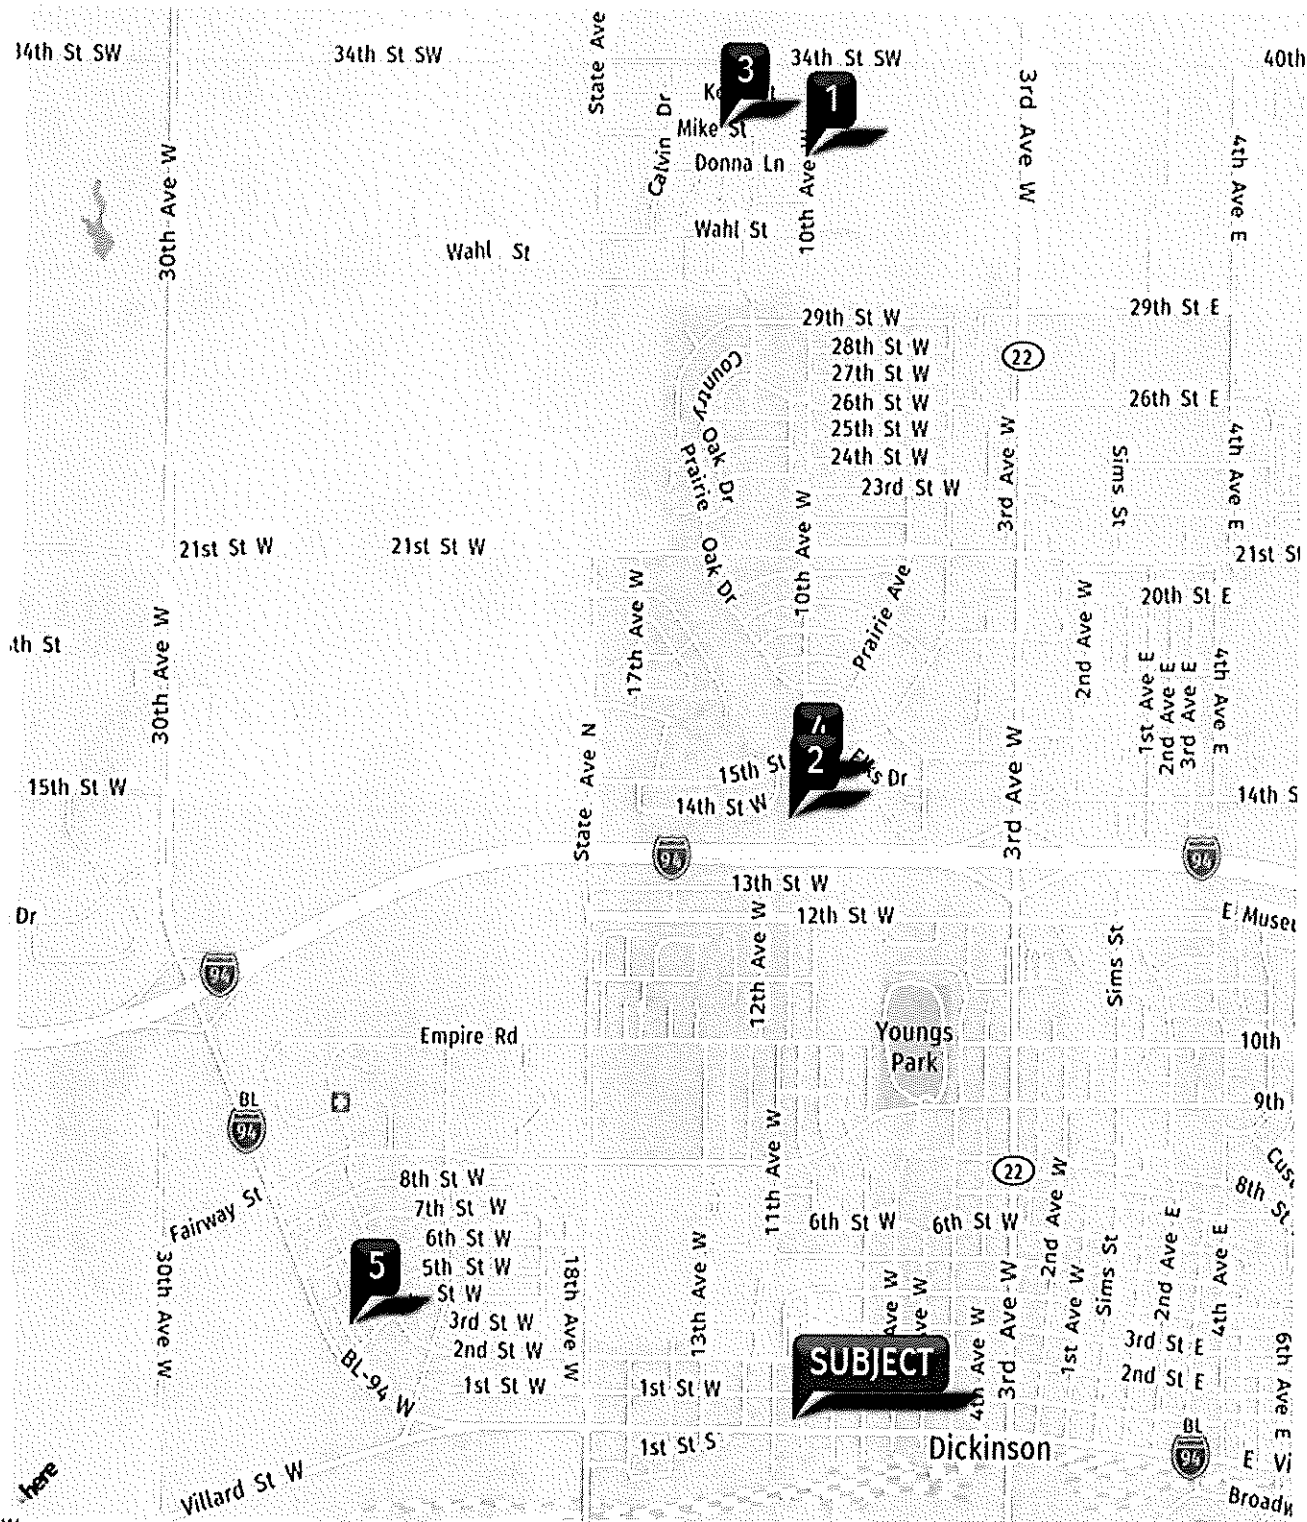 34th St SW
34th St SW
State Ave
3
34th St SW
40th
1
Calvin Dr
Mike St
Donna Ln
10th Ave
3rd Ave W
4th Ave E
30th Ave W
Wahl St
Wahl St
29th St W
29th St E
28th St W
22
27th St W
Country Oak Dr
26th St W
26th St E
25th St W
24th St W
23rd St W
Prairie Oak Dr
3rd Ave W
Sims St
4th Ave E
21st St W
21st St W
10th Ave W
21st St
17th Ave W
Prairie Ave
2nd Ave W
20th St E
30th Ave W
1st Ave E
2nd Ave E
3rd Ave E
4th Ave E
4
2
15th St
Elks Dr
14th St W
15th St W
State Ave N
3rd Ave W
14th S
94
94
13th St W
12th St W
Dr
12th Ave W
Sims St
94
Empire Rd
Youngs
Park
10th
9th
BL
94
11th Ave W
22
8th St W
7th St W
6th St W
5th St W
St W
3rd St W
2nd St W
1st St W
Fairway St
6th St W
6th St W
2nd Ave W
8th St
30th Ave W
5
18th Ave W
13th Ave W
Ave W
Ave W
4th Ave W
3rd Ave W
1st Ave W
Sims St
2nd Ave E
4th Ave E
3rd St E
2nd St E
6th Ave E
SUBJECT
BL-94 W
1st St W
1st St S
Dickinson
BL
94
E Vi
here
Villard St W